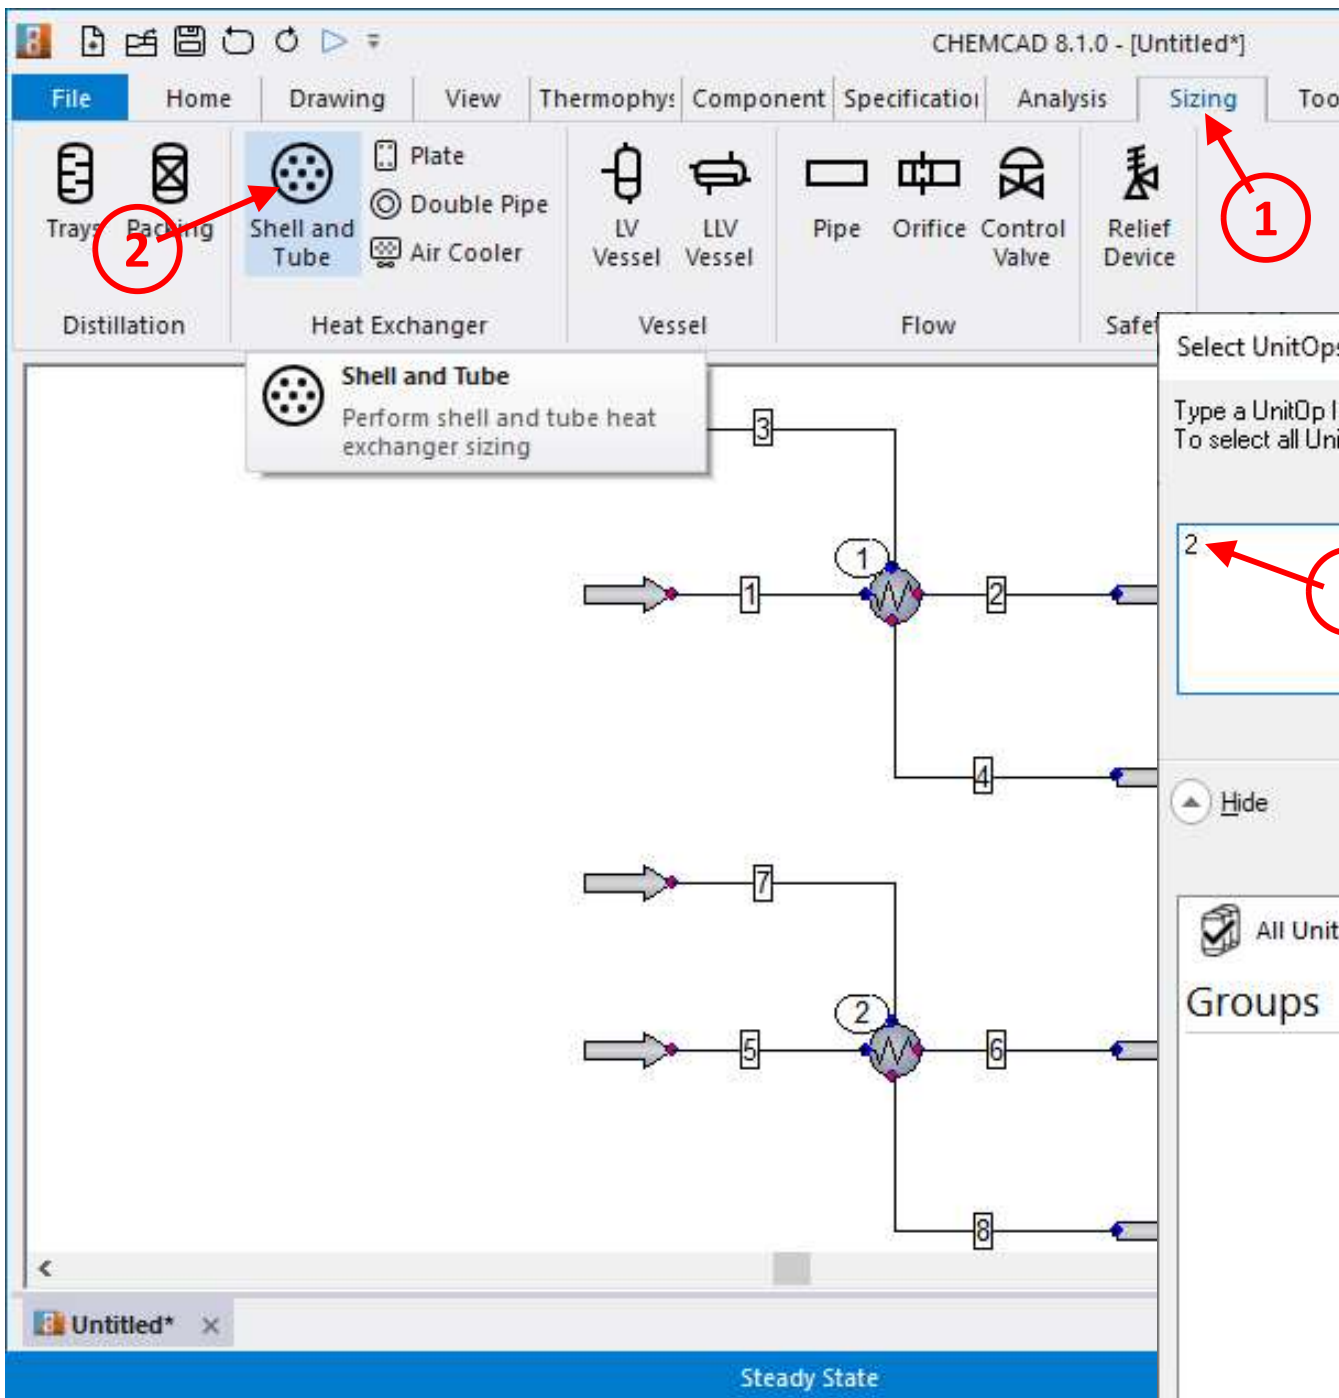 CHEMCAD 8.1.0 - [Untitled*]
File Home Drawing View Thermophys Component Specification Analysis Sizing Too
Trays Packing Shell and Tube Plate Double Pipe Air Cooler LV Vessel LLV Vessel Pipe Orifice Control Valve Relief Device
2
1
Distillation Heat Exchanger Vessel Flow Safet
Shell and Tube
Perform shell and tube heat
exchanger sizing
Select UnitOps
Type a UnitOp I
To select all Uni
2
Hide
All Unit
Groups
3
1
1
2
4
7
2
5
6
8
Untitled*
Steady State